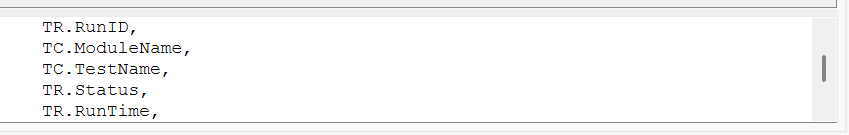 TR.RunID,
TC.ModuleName,
TC.TestName,
TR.Status,
TR.RunTime,